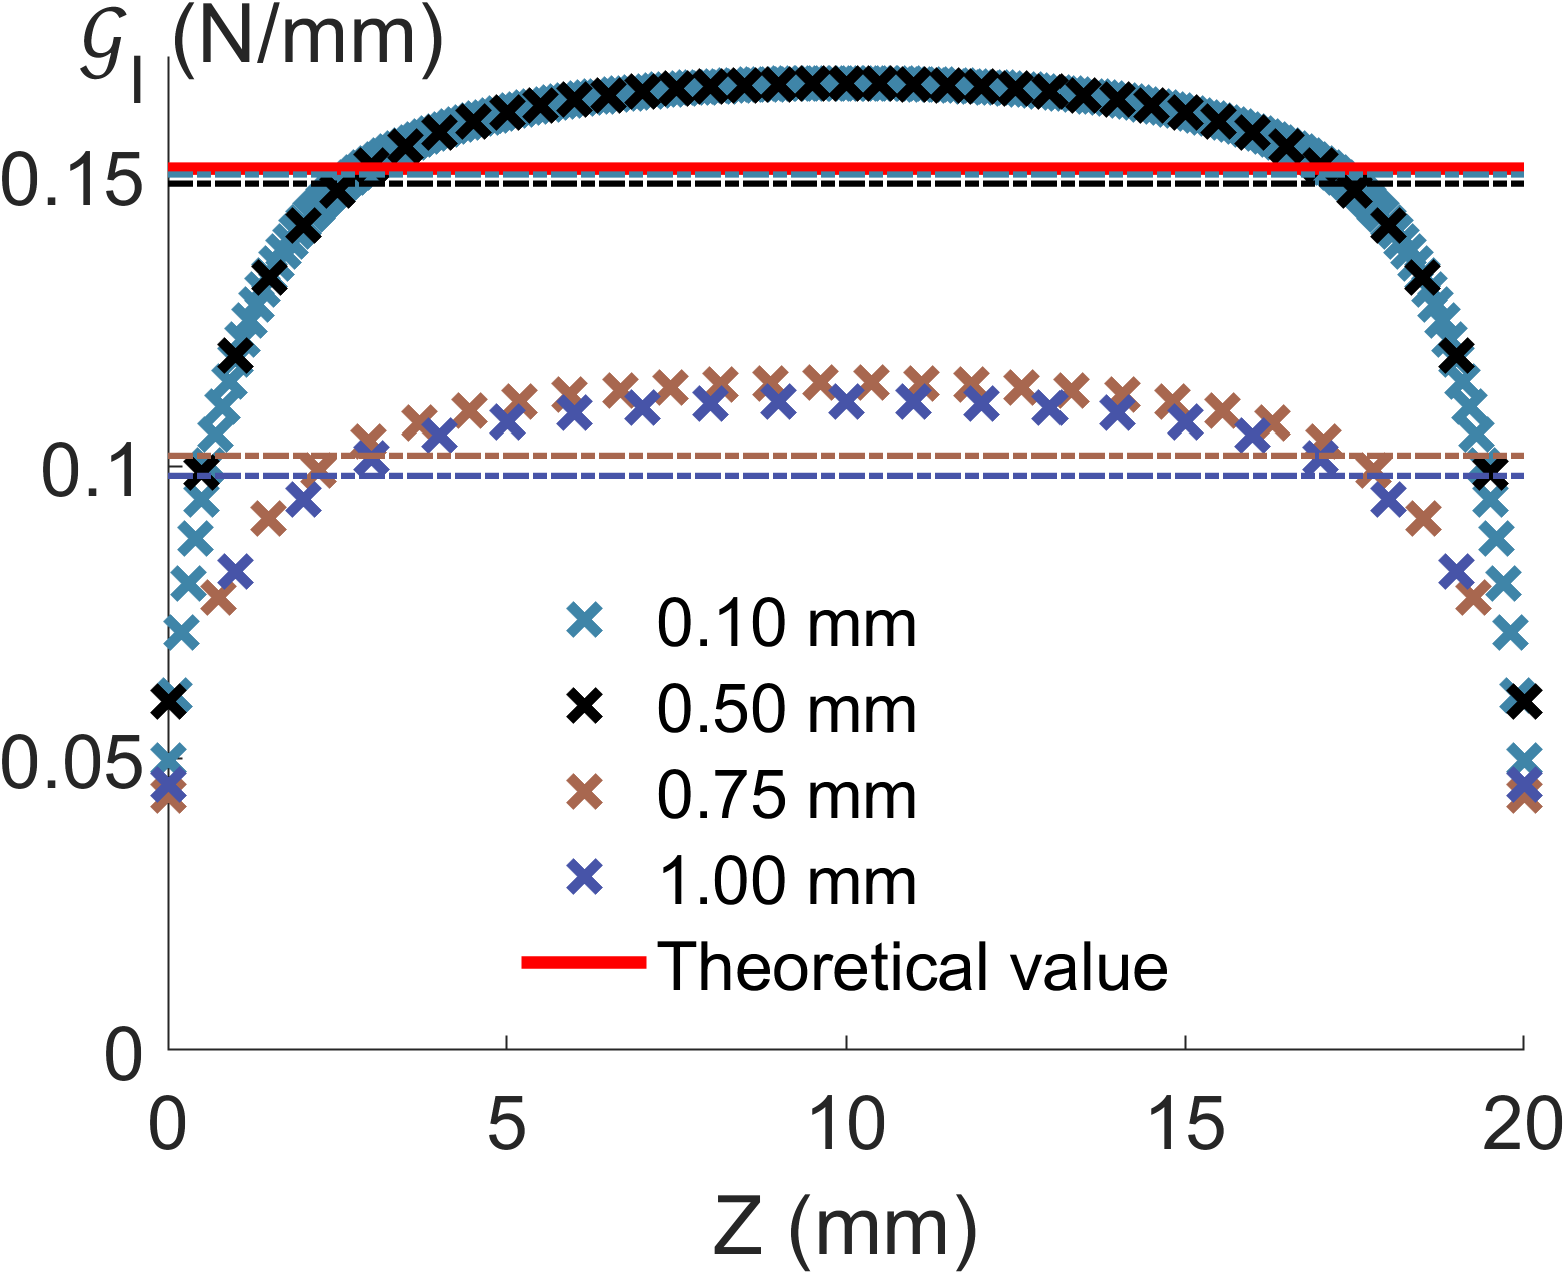 𝒢I (N/mm)
0.15
0.1
0.05
0
0 5 10 15 20
Z (mm)
0.10 mm
0.50 mm
0.75 mm
1.00 mm
Theoretical value